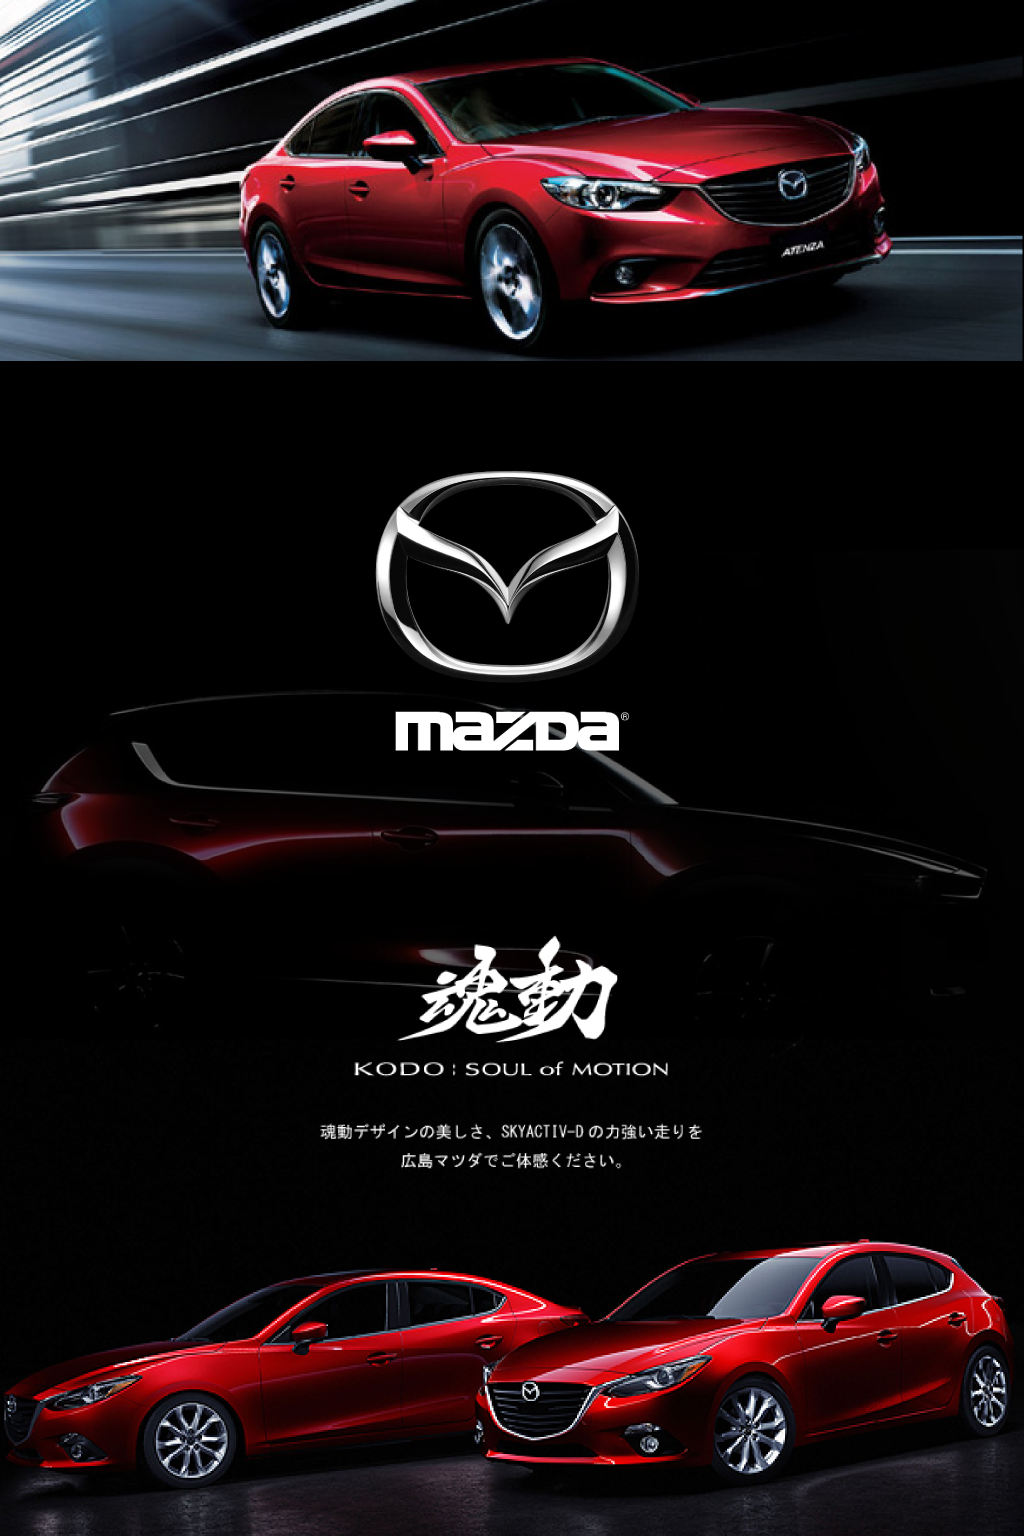 ATENZA
mazda®
魂動
KODO : SOUL of MOTION
魂動デザインの美しさ、SKYACTIV-Dの力強い走りを
広島マツダでご体感ください。